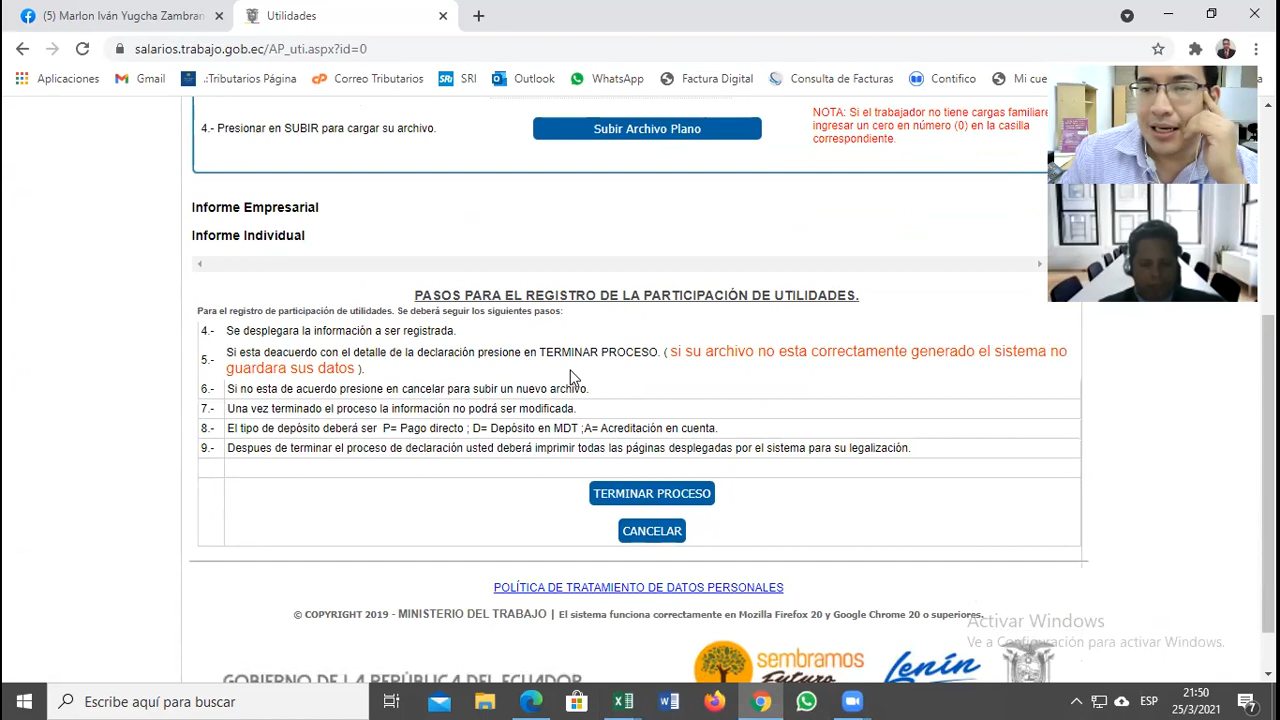 (5) Marlon Iván Yugcha Zambran
Utilidades
salarios.trabajo.gob.ec/AP_uti.aspx?id=0
Aplicaciones
Gmail
.:Tributarios Página
Correo Tributarios
SRI
Outlook
WhatsApp
Factura Digital
Consulta de Facturas
Contifico
Mi cue
4.- Presionar en SUBIR para cargar su archivo.
Subir Archivo Plano
NOTA: Si el trabajador no tiene cargas familiare
ingresar un cero en número (0) en la casilla
correspondiente.
Informe Empresarial
Informe Individual
PASOS PARA EL REGISTRO DE LA PARTICIPACIÓN DE UTILIDADES.
Para el registro de participación de utilidades. Se deberá seguir los siguientes pasos:
4.- Se desplegara la información a ser registrada.
5.- Si esta deacuerdo con el detalle de la declaración presione en TERMINAR PROCESO. ( si su archivo no esta correctamente generado el sistema no
guardara sus datos ).
6.- Si no esta de acuerdo presione en cancelar para subir un nuevo archivo.
7.- Una vez terminado el proceso la información no podrá ser modificada.
8.- El tipo de depósito deberá ser P= Pago directo ; D= Depósito en MDT ;A= Acreditación en cuenta.
9.- Despues de terminar el proceso de declaración usted deberá imprimir todas las páginas desplegadas por el sistema para su legalización.
TERMINAR PROCESO
CANCELAR
POLÍTICA DE TRATAMIENTO DE DATOS PERSONALES
© COPYRIGHT 2019 - MINISTERIO DEL TRABAJO | El sistema funciona correctamente en Mozilla Firefox 20 y Google Chrome 20 o superiores.
Activar Windows
Ve a Configuración para activar Windows.
GOBIERNO DE LA REPÚBLICA DEL ECUADOR
sembramos
Futuro
Lenín
Escribe aquí para buscar
ESP
21:50
25/3/2021
7